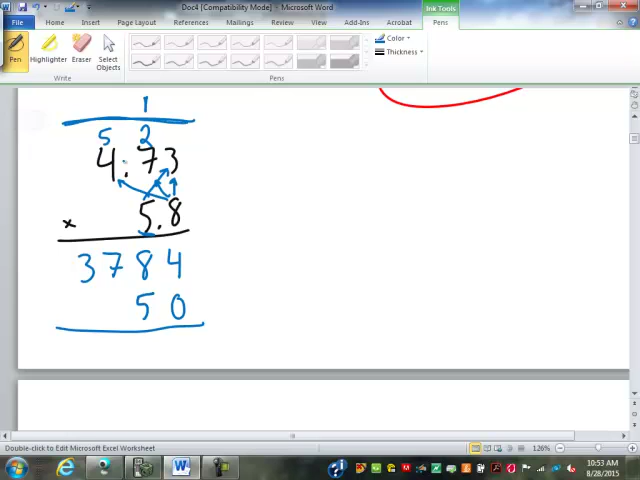 Doc4 [Compatibility Mode] - Microsoft Word
Ink Tools
File Home Insert Page Layout References Mailings Review View Add-Ins Acrobat Pens
Pen Highlighter Eraser Select Objects
Color
Thickness
Write Pens
1
5 2
4.73
× 5.8
3784
50
Double-click to Edit Microsoft Excel Worksheet
126%
10:53 AM
8/28/2015